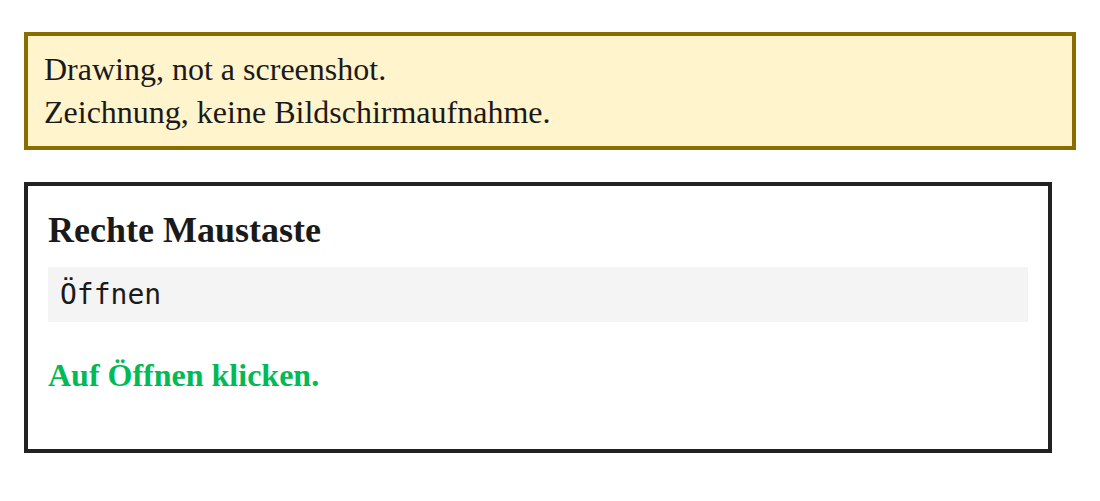 Drawing, not a screenshot.
Zeichnung, keine Bildschirmaufnahme.
Rechte Maustaste
Öffnen
Auf Öffnen klicken.